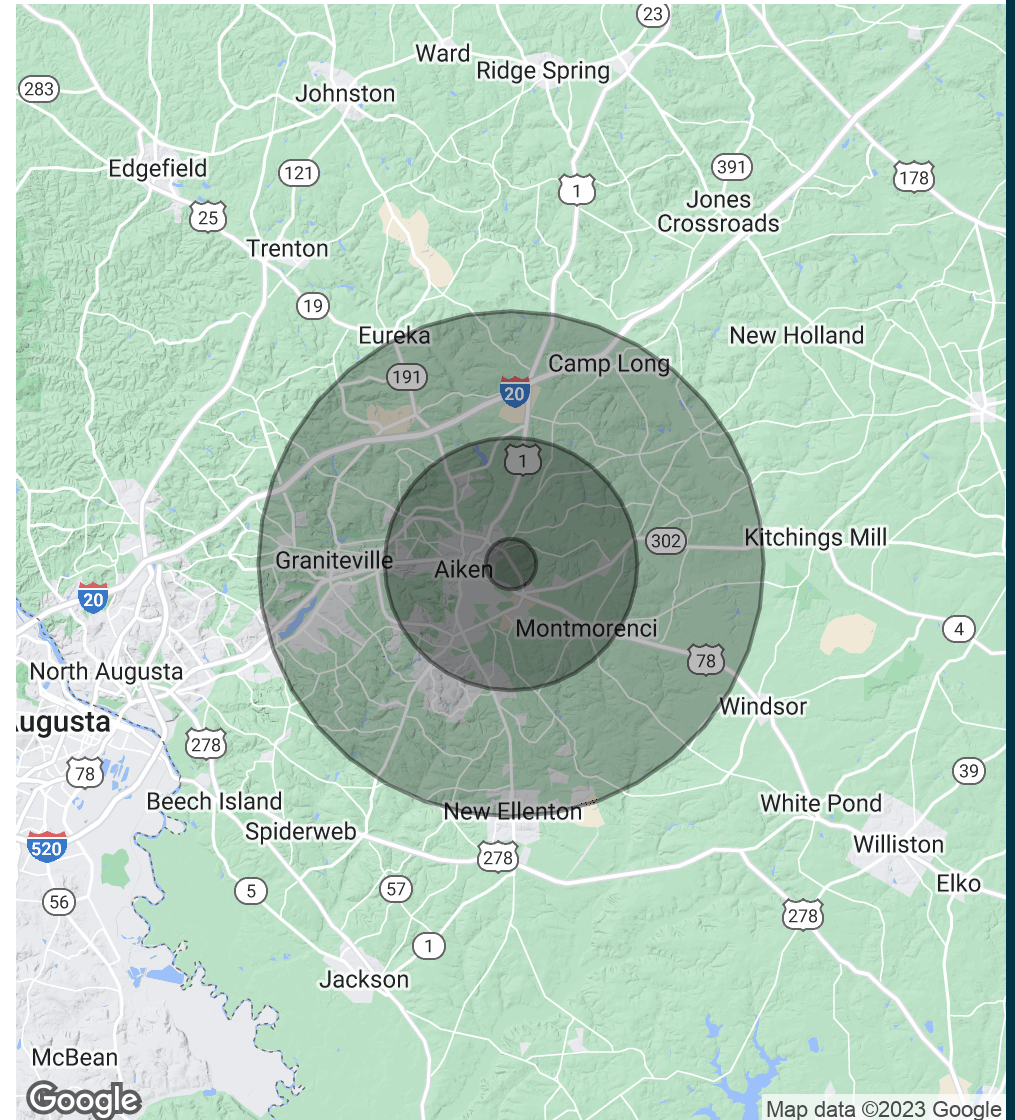 23
Ward
Ridge Spring
283
Johnston
Edgefield
121
391
178
1
Jones
Crossroads
25
Trenton
19
Eureka
New Holland
Camp Long
191
20
1
302
Kitchings Mill
Graniteville
Aiken
20
Montmorenci
4
North Augusta
78
Windsor
ugusta
278
78
39
Beech Island
New Ellenton
White Pond
Spiderweb
520
278
Williston
5
57
Elko
56
278
1
Jackson
McBean
Google
Map data ©2023 Google